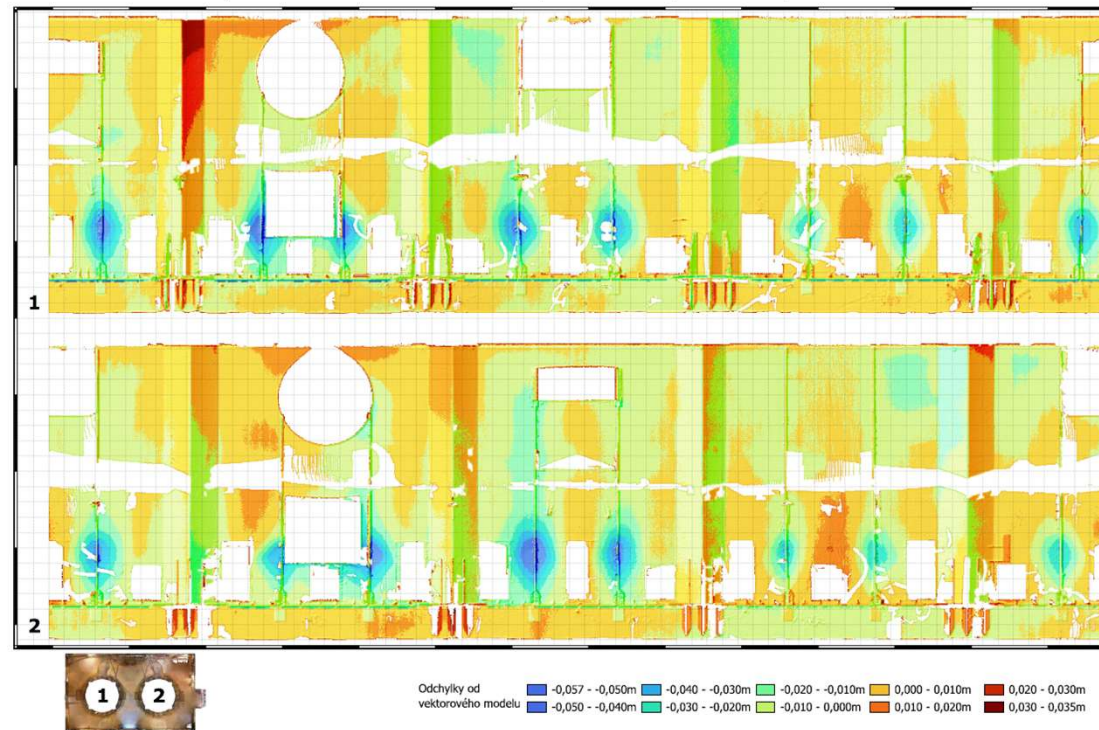 1
2
1 2
Odchylky od
vektorového modelu
-0,057 - -0,050m -0,040 - -0,030m -0,020 - -0,010m 0,000 - 0,010m 0,020 - 0,030m
-0,050 - -0,040m -0,030 - -0,020m -0,010 - 0,000m 0,010 - 0,020m 0,030 - 0,035m